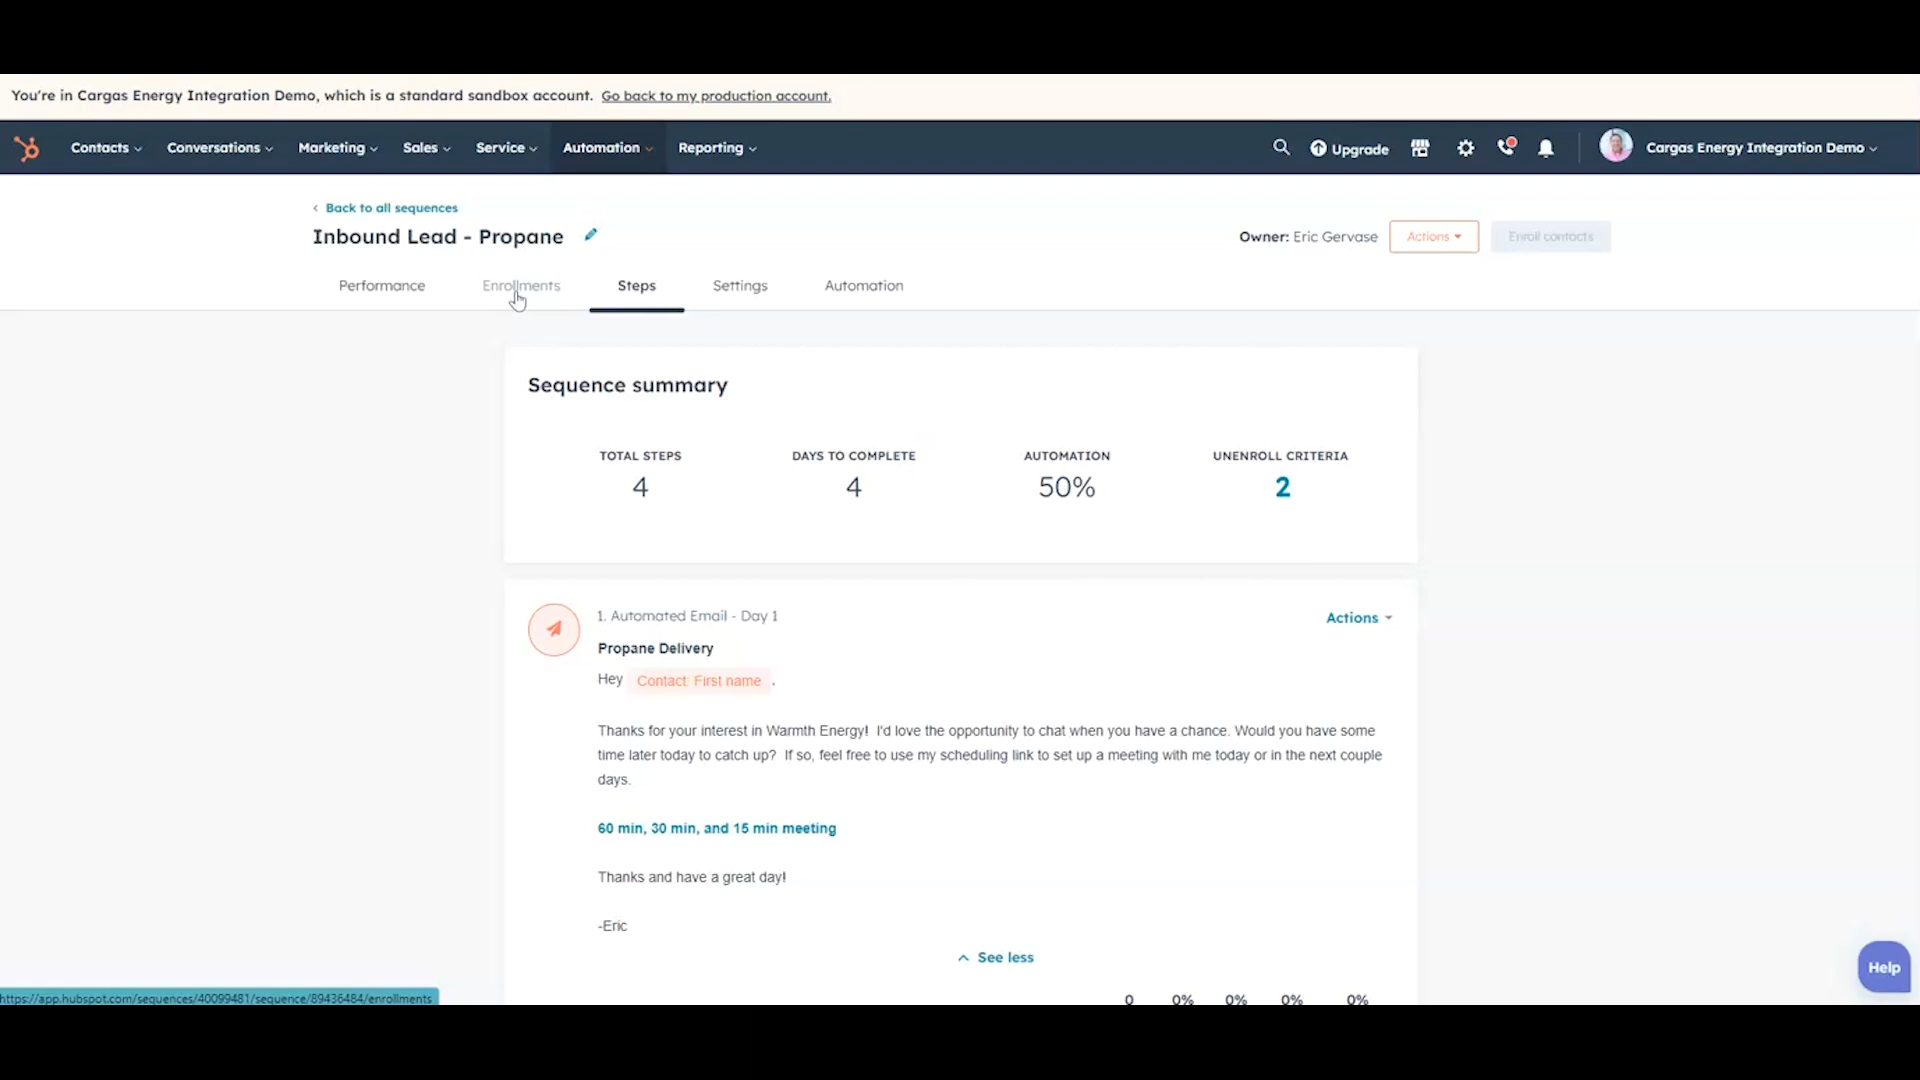 You're in Cargas Energy Integration Demo, which is a standard sandbox account. Go back to my production account.
Contacts Conversations Marketing Sales Service Automation Reporting Upgrade Cargas Energy Integration Demo
Back to all sequences
Inbound Lead - Propane
Owner: Eric Gervase Actions Enroll contacts
Performance Enrollments Steps Settings Automation
Sequence summary
TOTAL STEPS DAYS TO COMPLETE AUTOMATION UNENROLL CRITERIA
4 4 50% 2
1. Automated Email - Day 1
Actions
Propane Delivery
Hey Contact: First name .
Thanks for your interest in Warmth Energy! I'd love the opportunity to chat when you have a chance. Would you have some
time later today to catch up? If so, feel free to use my scheduling link to set up a meeting with me today or in the next couple
days.
60 min, 30 min, and 15 min meeting
Thanks and have a great day!
-Eric
See less
Help
https://app.hubspot.com/sequences/40099481/sequence/89436484/enrollments
0 0% 0% 0% 0%